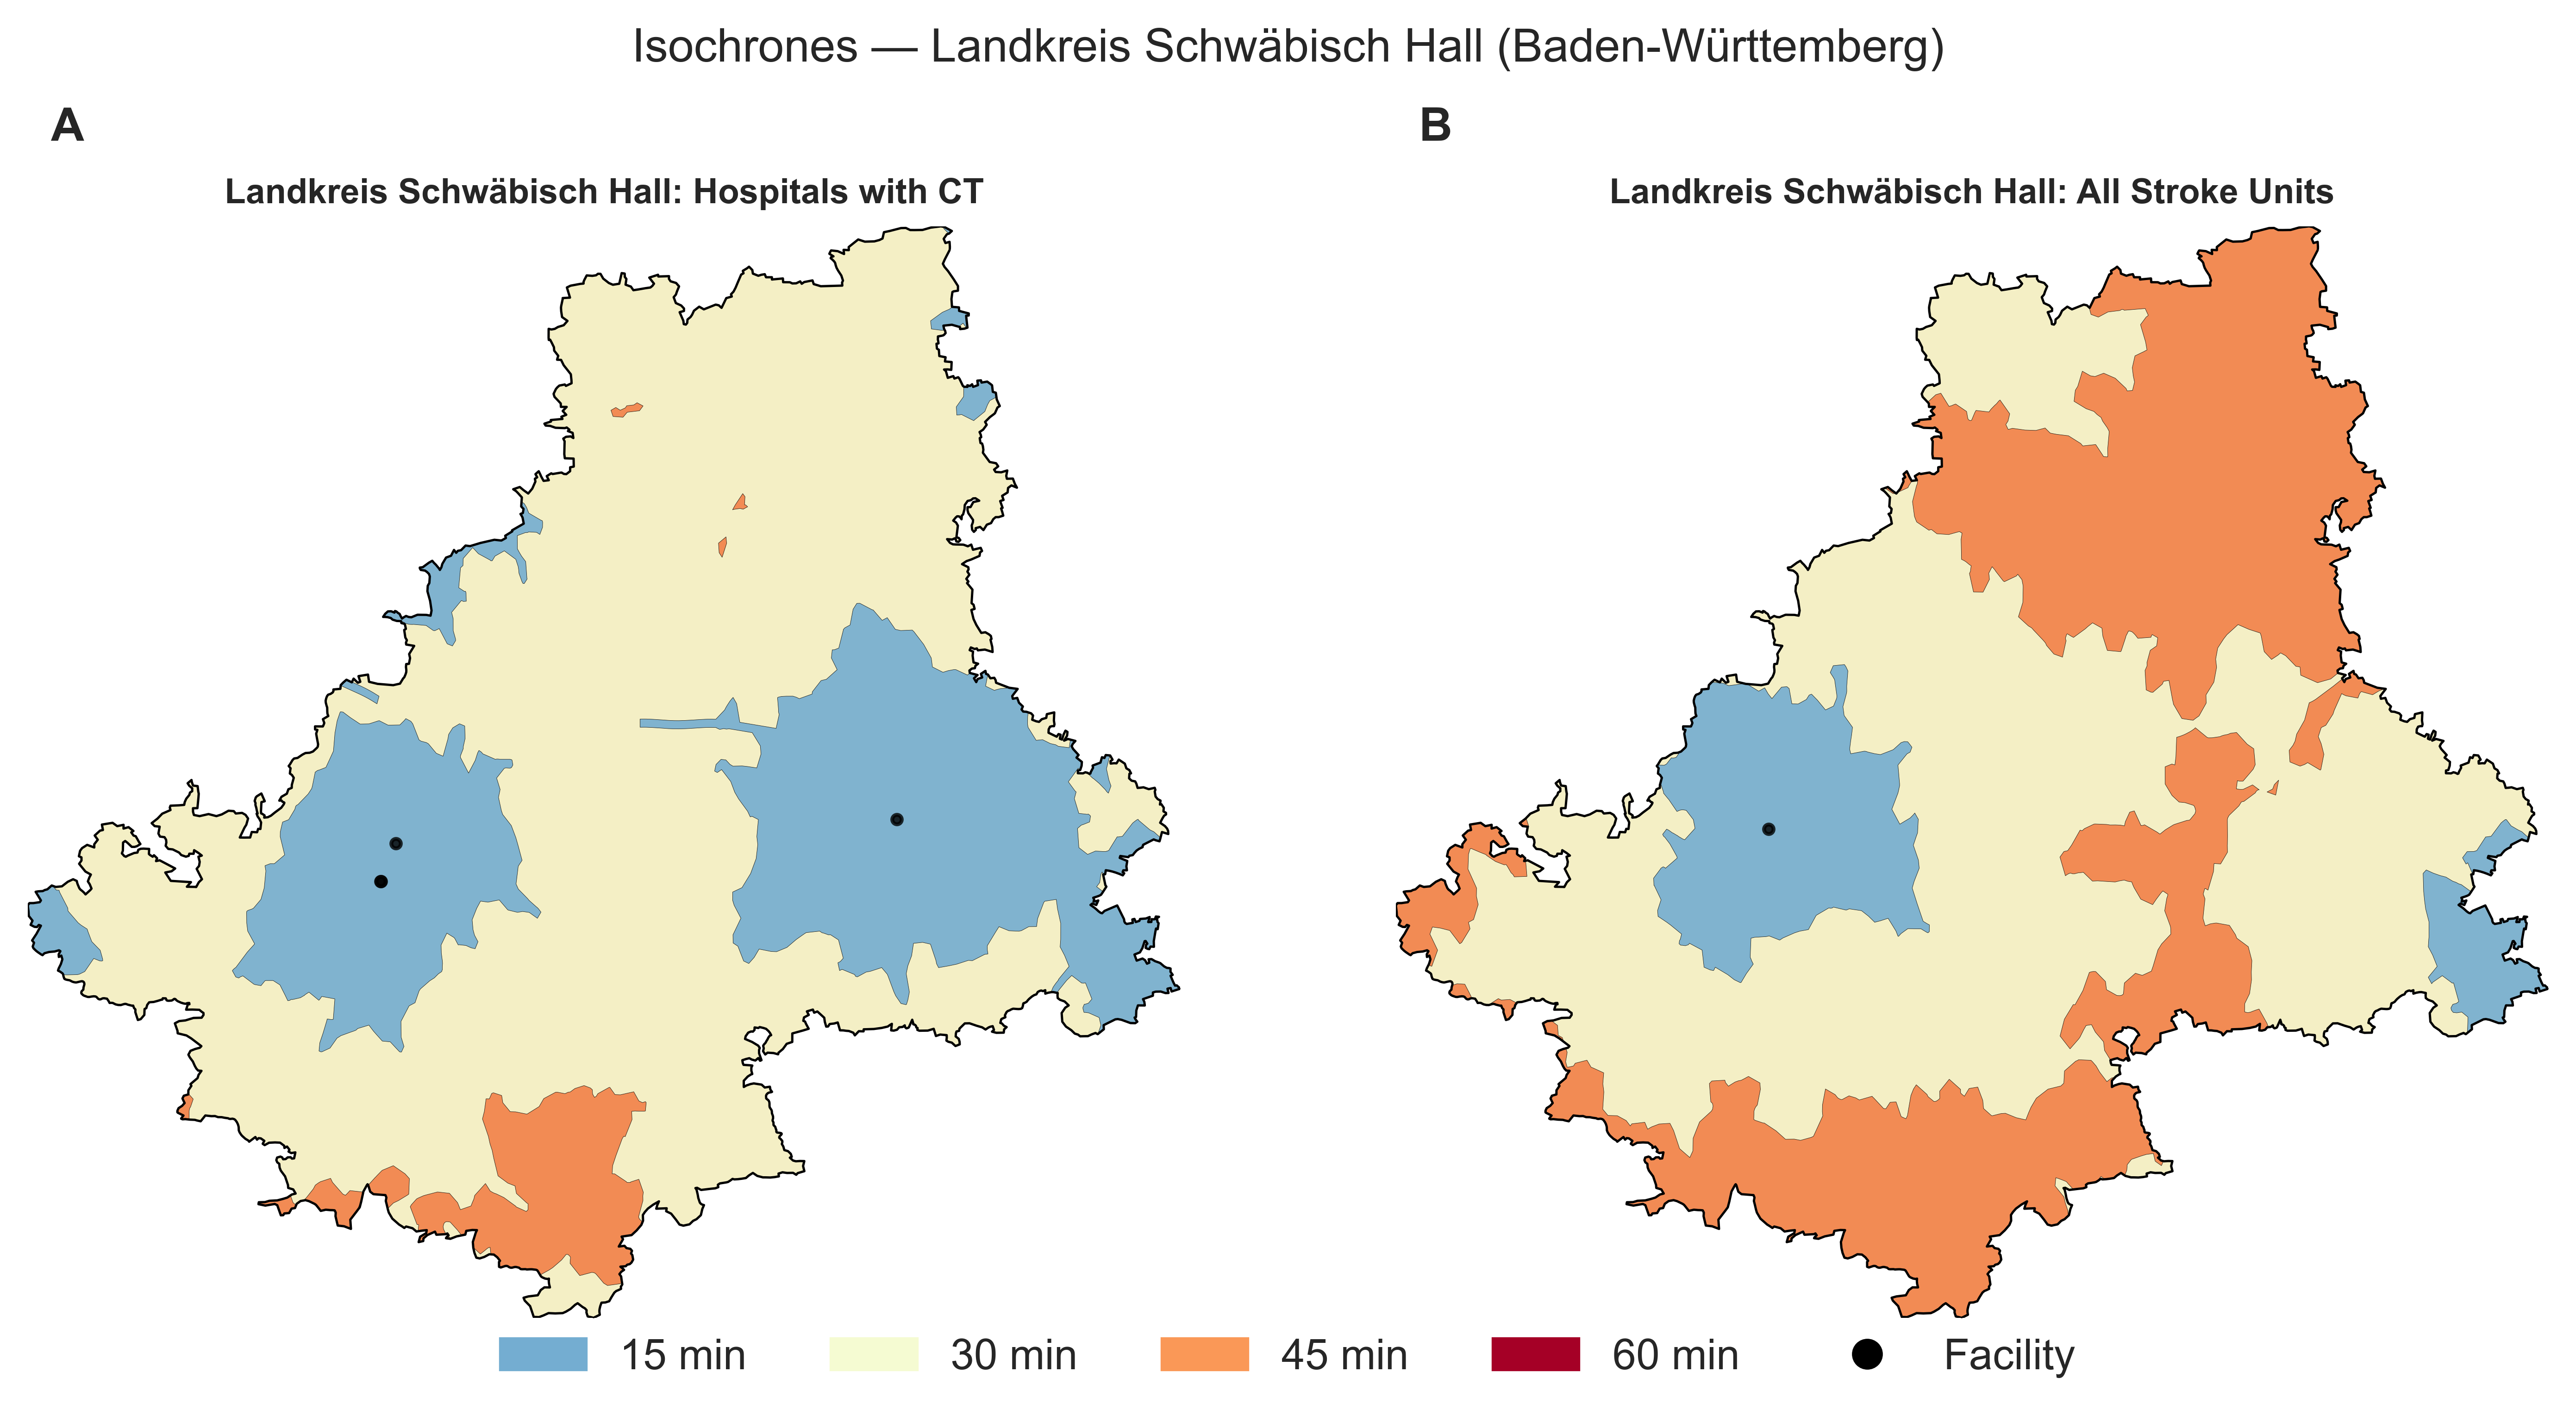 Isochrones — Landkreis Schwäbisch Hall (Baden-Württemberg)
A
B
Landkreis Schwäbisch Hall: Hospitals with CT
Landkreis Schwäbisch Hall: All Stroke Units
15 min
30 min
45 min
60 min
Facility